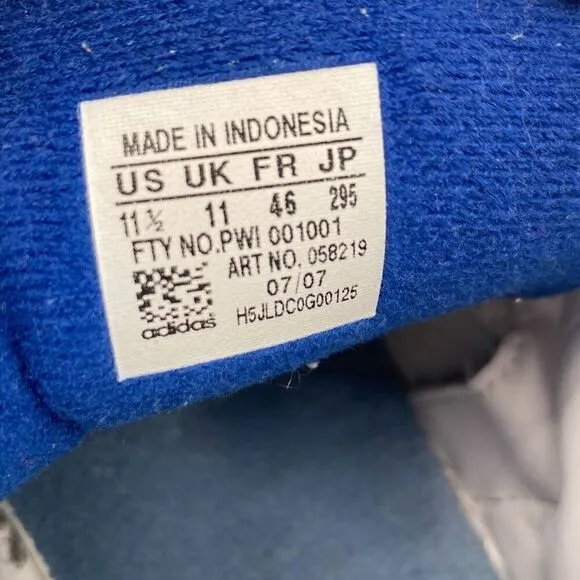 MADE IN INDONESIA
US UK FR JP
11½ 11 46 295
FTY NO.PWI 001001
ART NO. 058219
07/07
adidas H5JLDC0G00125